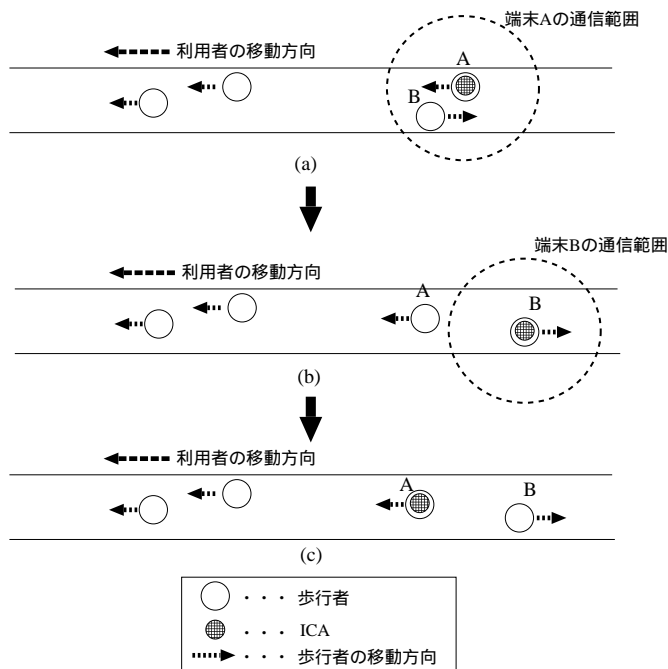 端末Aの通信範囲
利用者の移動方向
A
B
(a)
端末Bの通信範囲
利用者の移動方向
A
B
(b)
利用者の移動方向
A
B
(c)
・・・ 歩行者
・・・ ICA
・・・ 歩行者の移動方向